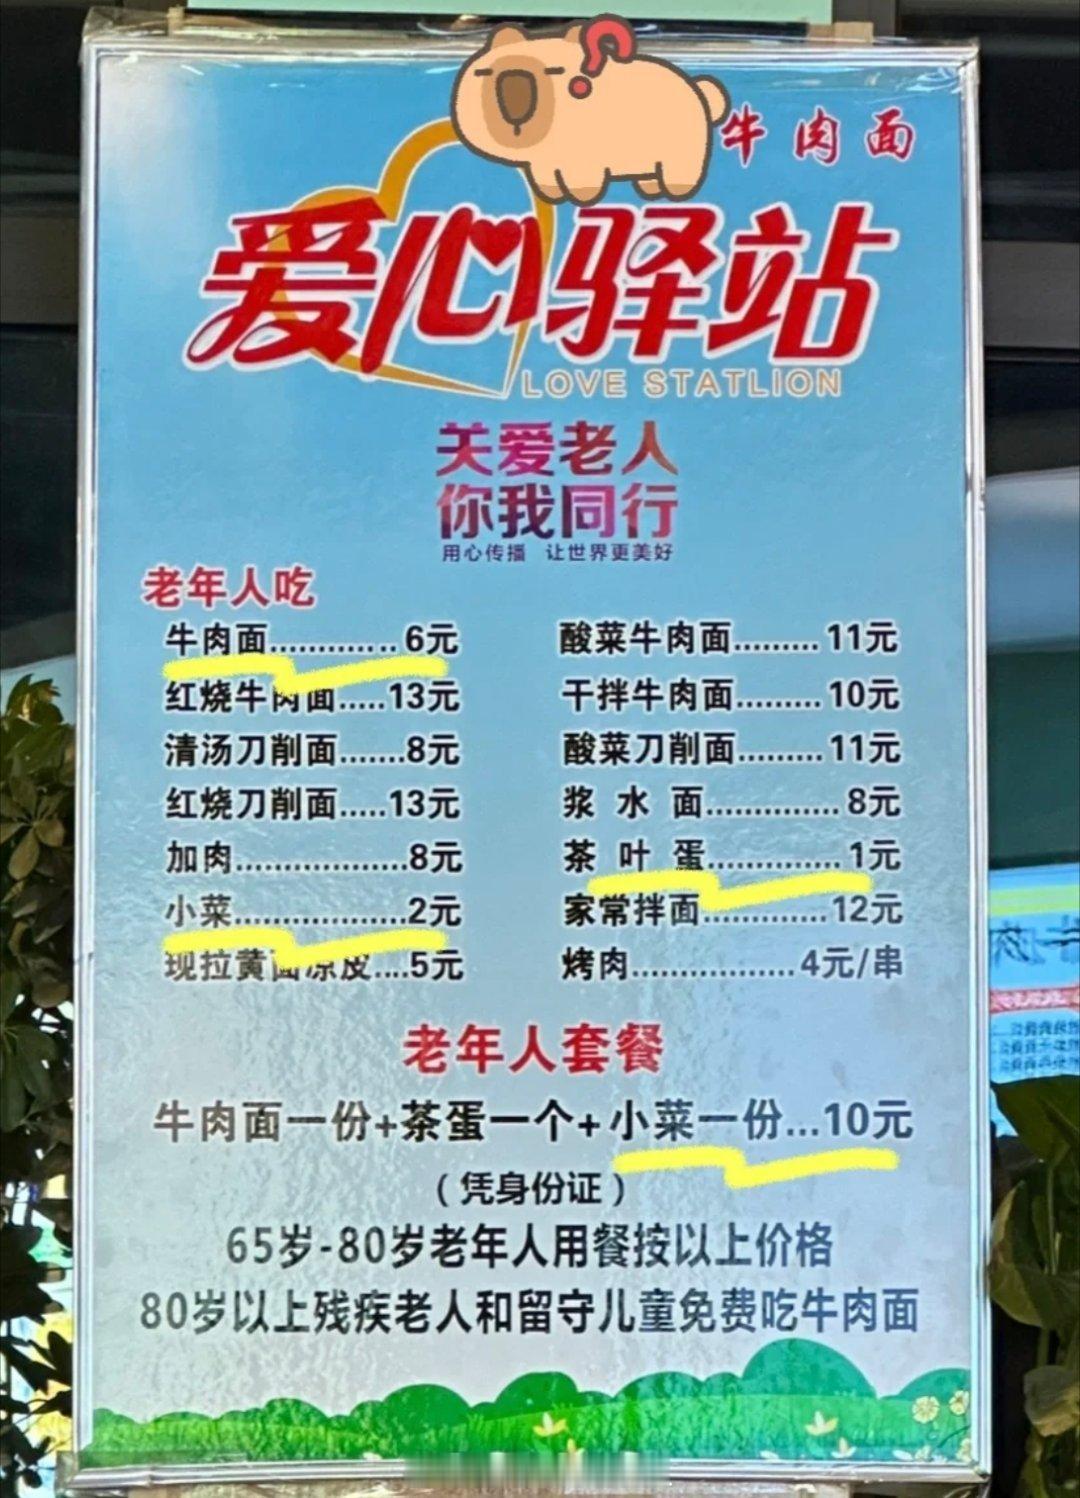 牛肉面
爱心驿站
LOVE STATLION
关爱老人
你我同行
用心传播 让世界更美好
老年人吃
牛肉面............6元
酸菜牛肉面.........11元
红烧牛肉面.....13元
干拌牛肉面.........10元
清汤刀削面.......8元
酸菜刀削面.........11元
红烧刀削面.....13元
浆水面..............8元
加肉..................8元
茶叶蛋..............1元
小菜..................2元
家常拌面............12元
现拉黄面凉皮....5元
烤肉.................4元/串
老年人套餐
牛肉面一份+茶蛋一个+小菜一份...10元
(凭身份证)
65岁-80岁老年人用餐按以上价格
80岁以上残疾老人和留守儿童免费吃牛肉面